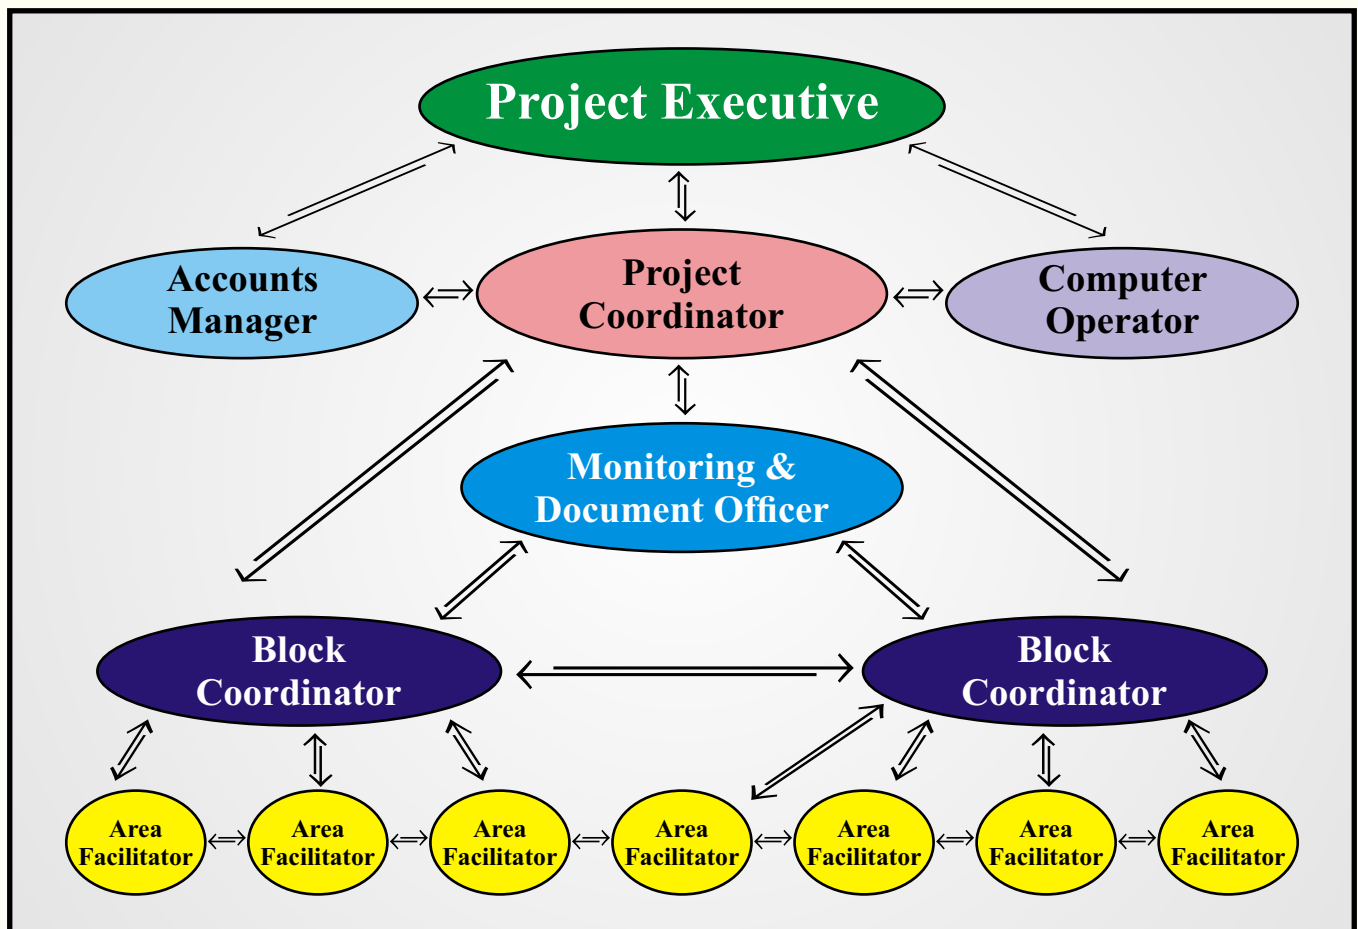 Project Executive
Accounts
Manager
Project
Coordinator
Computer
Operator
Monitoring &
Document Officer
Block
Coordinator
Block
Coordinator
Area
Facilitator
Area
Facilitator
Area
Facilitator
Area
Facilitator
Area
Facilitator
Area
Facilitator
Area
Facilitator